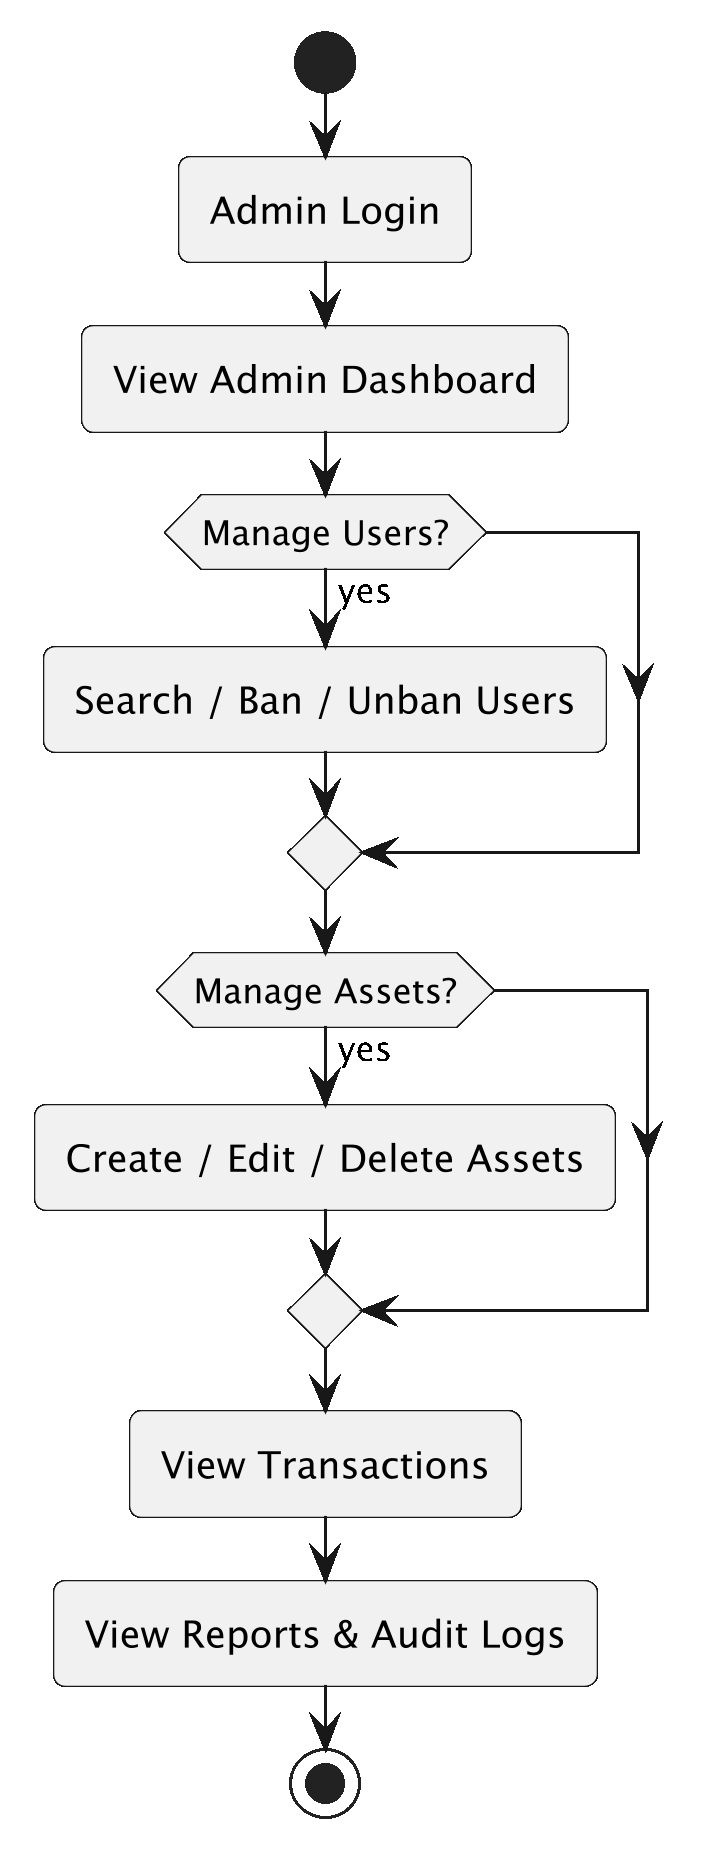 Admin Login
View Admin Dashboard
Manage Users?
yes
Search / Ban / Unban Users
Manage Assets?
yes
Create / Edit / Delete Assets
View Transactions
View Reports & Audit Logs